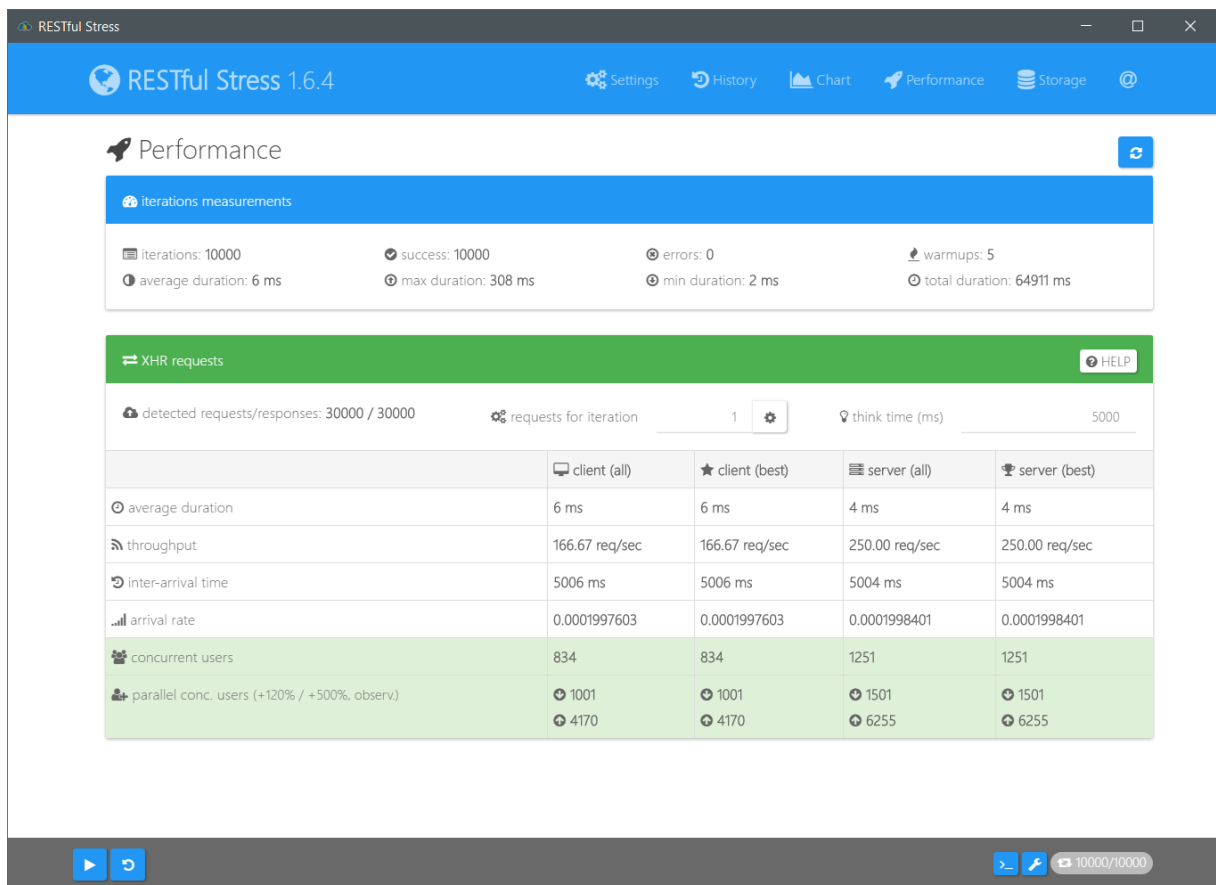 RESTful Stress
RESTful Stress 1.6.4
Settings
History
Chart
Performance
Storage
@
Performance
iterations measurements
iterations: 10000
success: 10000
errors: 0
warmups: 5
average duration: 6 ms
max duration: 308 ms
min duration: 2 ms
total duration: 64911 ms
XHR requests
HELP
detected requests/responses: 30000 / 30000
requests for iteration 1
think time (ms) 5000
client (all) client (best) server (all) server (best)
average duration 6 ms 6 ms 4 ms 4 ms
throughput 166.67 req/sec 166.67 req/sec 250.00 req/sec 250.00 req/sec
inter-arrival time 5006 ms 5006 ms 5004 ms 5004 ms
arrival rate 0.0001997603 0.0001997603 0.0001998401 0.0001998401
concurrent users 834 834 1251 1251
parallel conc. users (+120% / +500%, observ.) 1001 1001 1501 1501
4170 4170 6255 6255
10000/10000